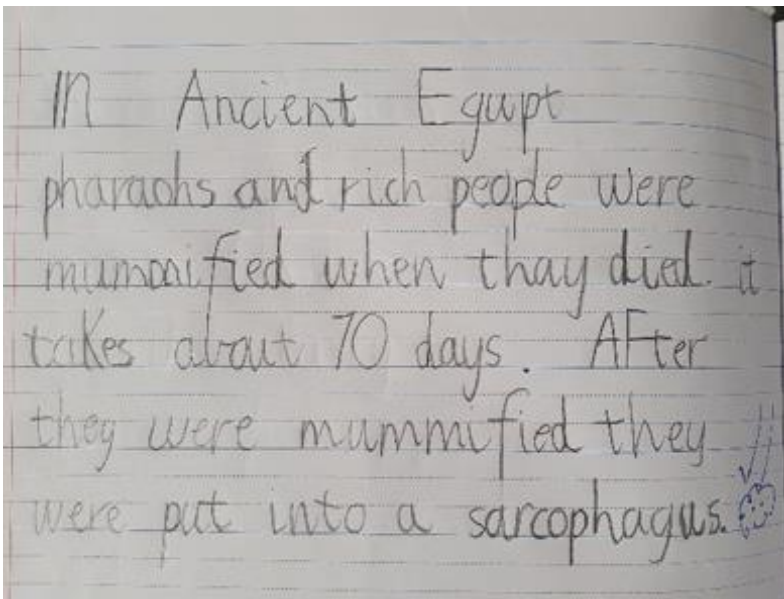 In Ancient Egupt
pharaohs and rich people were
mummified when thay died. it
takes about 70 days. After
they were mummified they
were put into a sarcophagus.